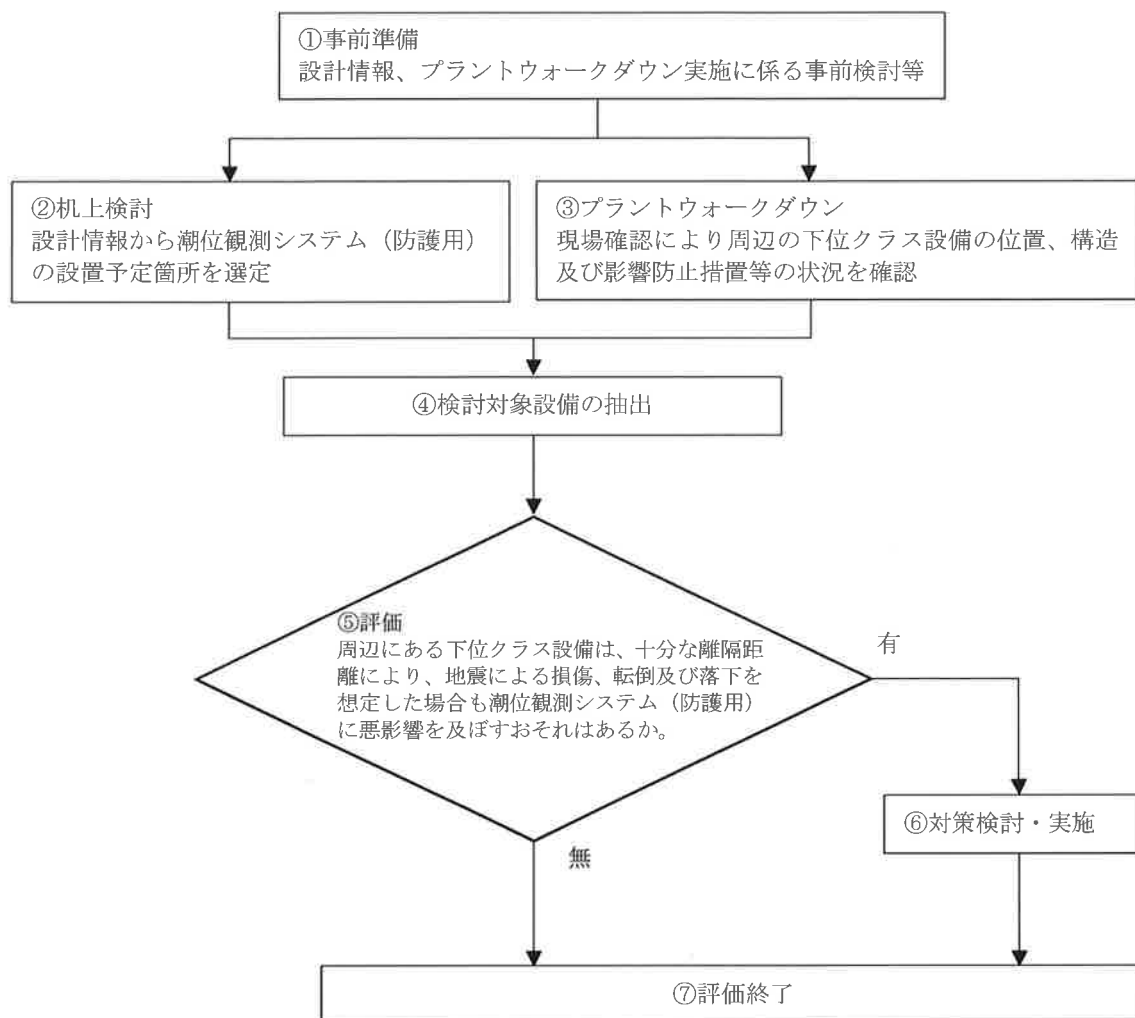 ①事前準備
設計情報、プラントウォークダウン実施に係る事前検討等
②机上検討
設計情報から潮位観測システム（防護用）
の設置予定箇所を選定
③プラントウォークダウン
現場確認により周辺の下位クラス設備の位置、構造
及び影響防止措置等の状況を確認
④検討対象設備の抽出
⑤評価
周辺にある下位クラス設備は、十分な離隔距
離により、地震による損傷、転倒及び落下を
想定した場合も潮位観測システム（防護用）
に悪影響を及ぼすおそれはあるか。
有
⑥対策検討・実施
無
⑦評価終了